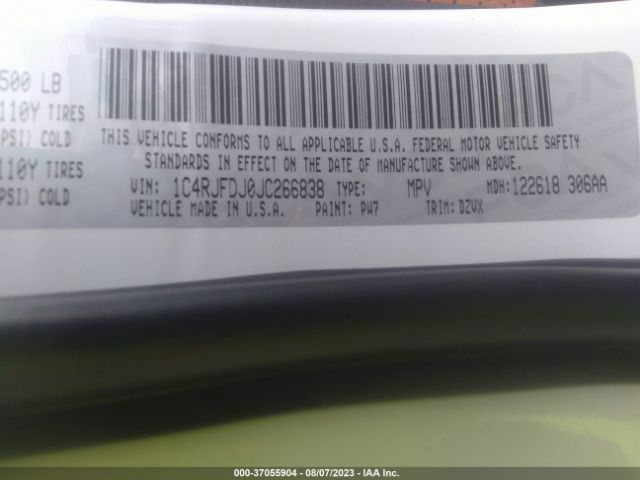 500 LB
110Y TIRES
PSI) COLD
110Y TIRES
PSI) COLD
THIS VEHICLE CONFORMS TO ALL APPLICABLE U.S.A. FEDERAL MOTOR VEHICLE SAFETY
STANDARDS IN EFFECT ON THE DATE OF MANUFACTURE SHOWN ABOVE.
VIN: 1C4RJFDJ0JC266838 TYPE: MPV MDH:122618 306AA
VEHICLE MADE IN U.S.A. PAINT: PW7 TRIM: DZVX
000-37055904 - 08/07/2023 - IAA Inc.